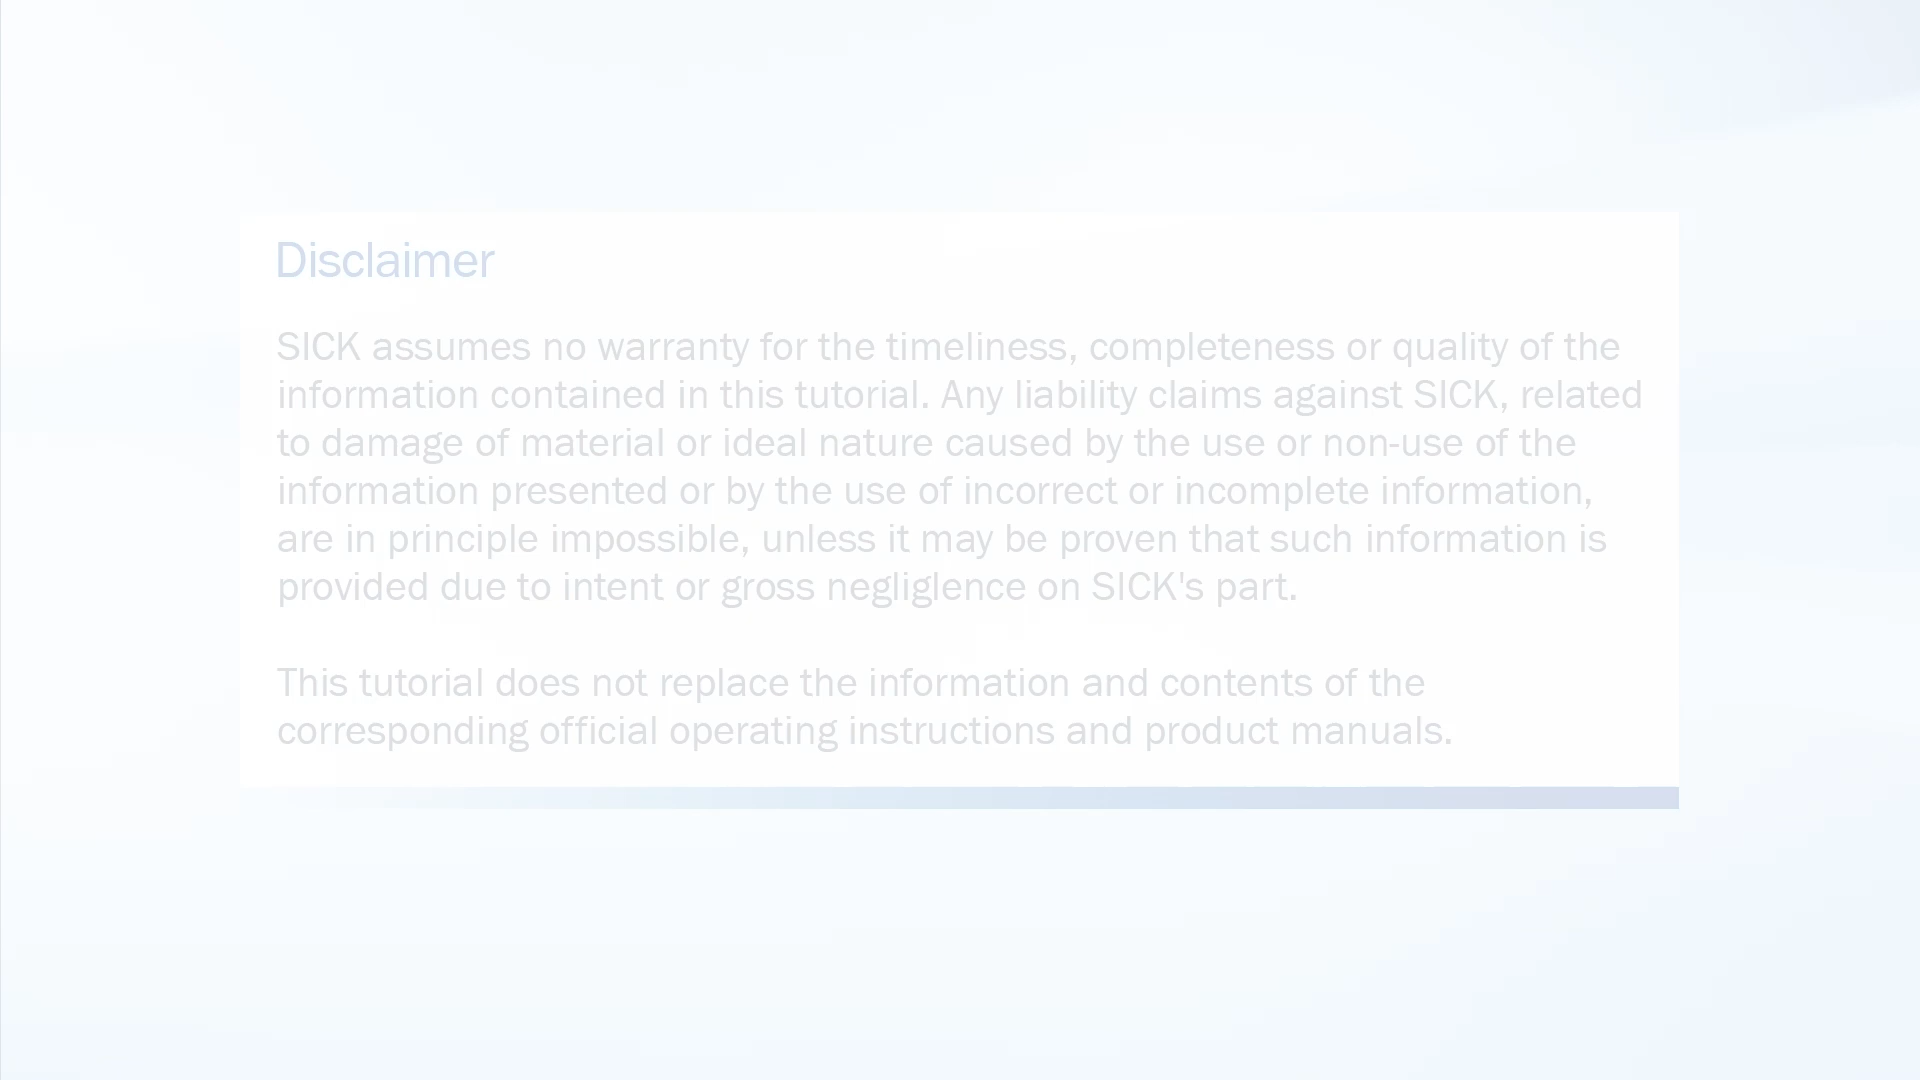 Disclaimer
SICK assumes no warranty for the timeliness, completeness or quality of the
information contained in this tutorial. Any liability claims against SICK, related
to damage of material or ideal nature caused by the use or non-use of the
information presented or by the use of incorrect or incomplete information,
are in principle impossible, unless it may be proven that such information is
provided due to intent or gross negliglence on SICK's part.
This tutorial does not replace the information and contents of the
corresponding official operating instructions and product manuals.